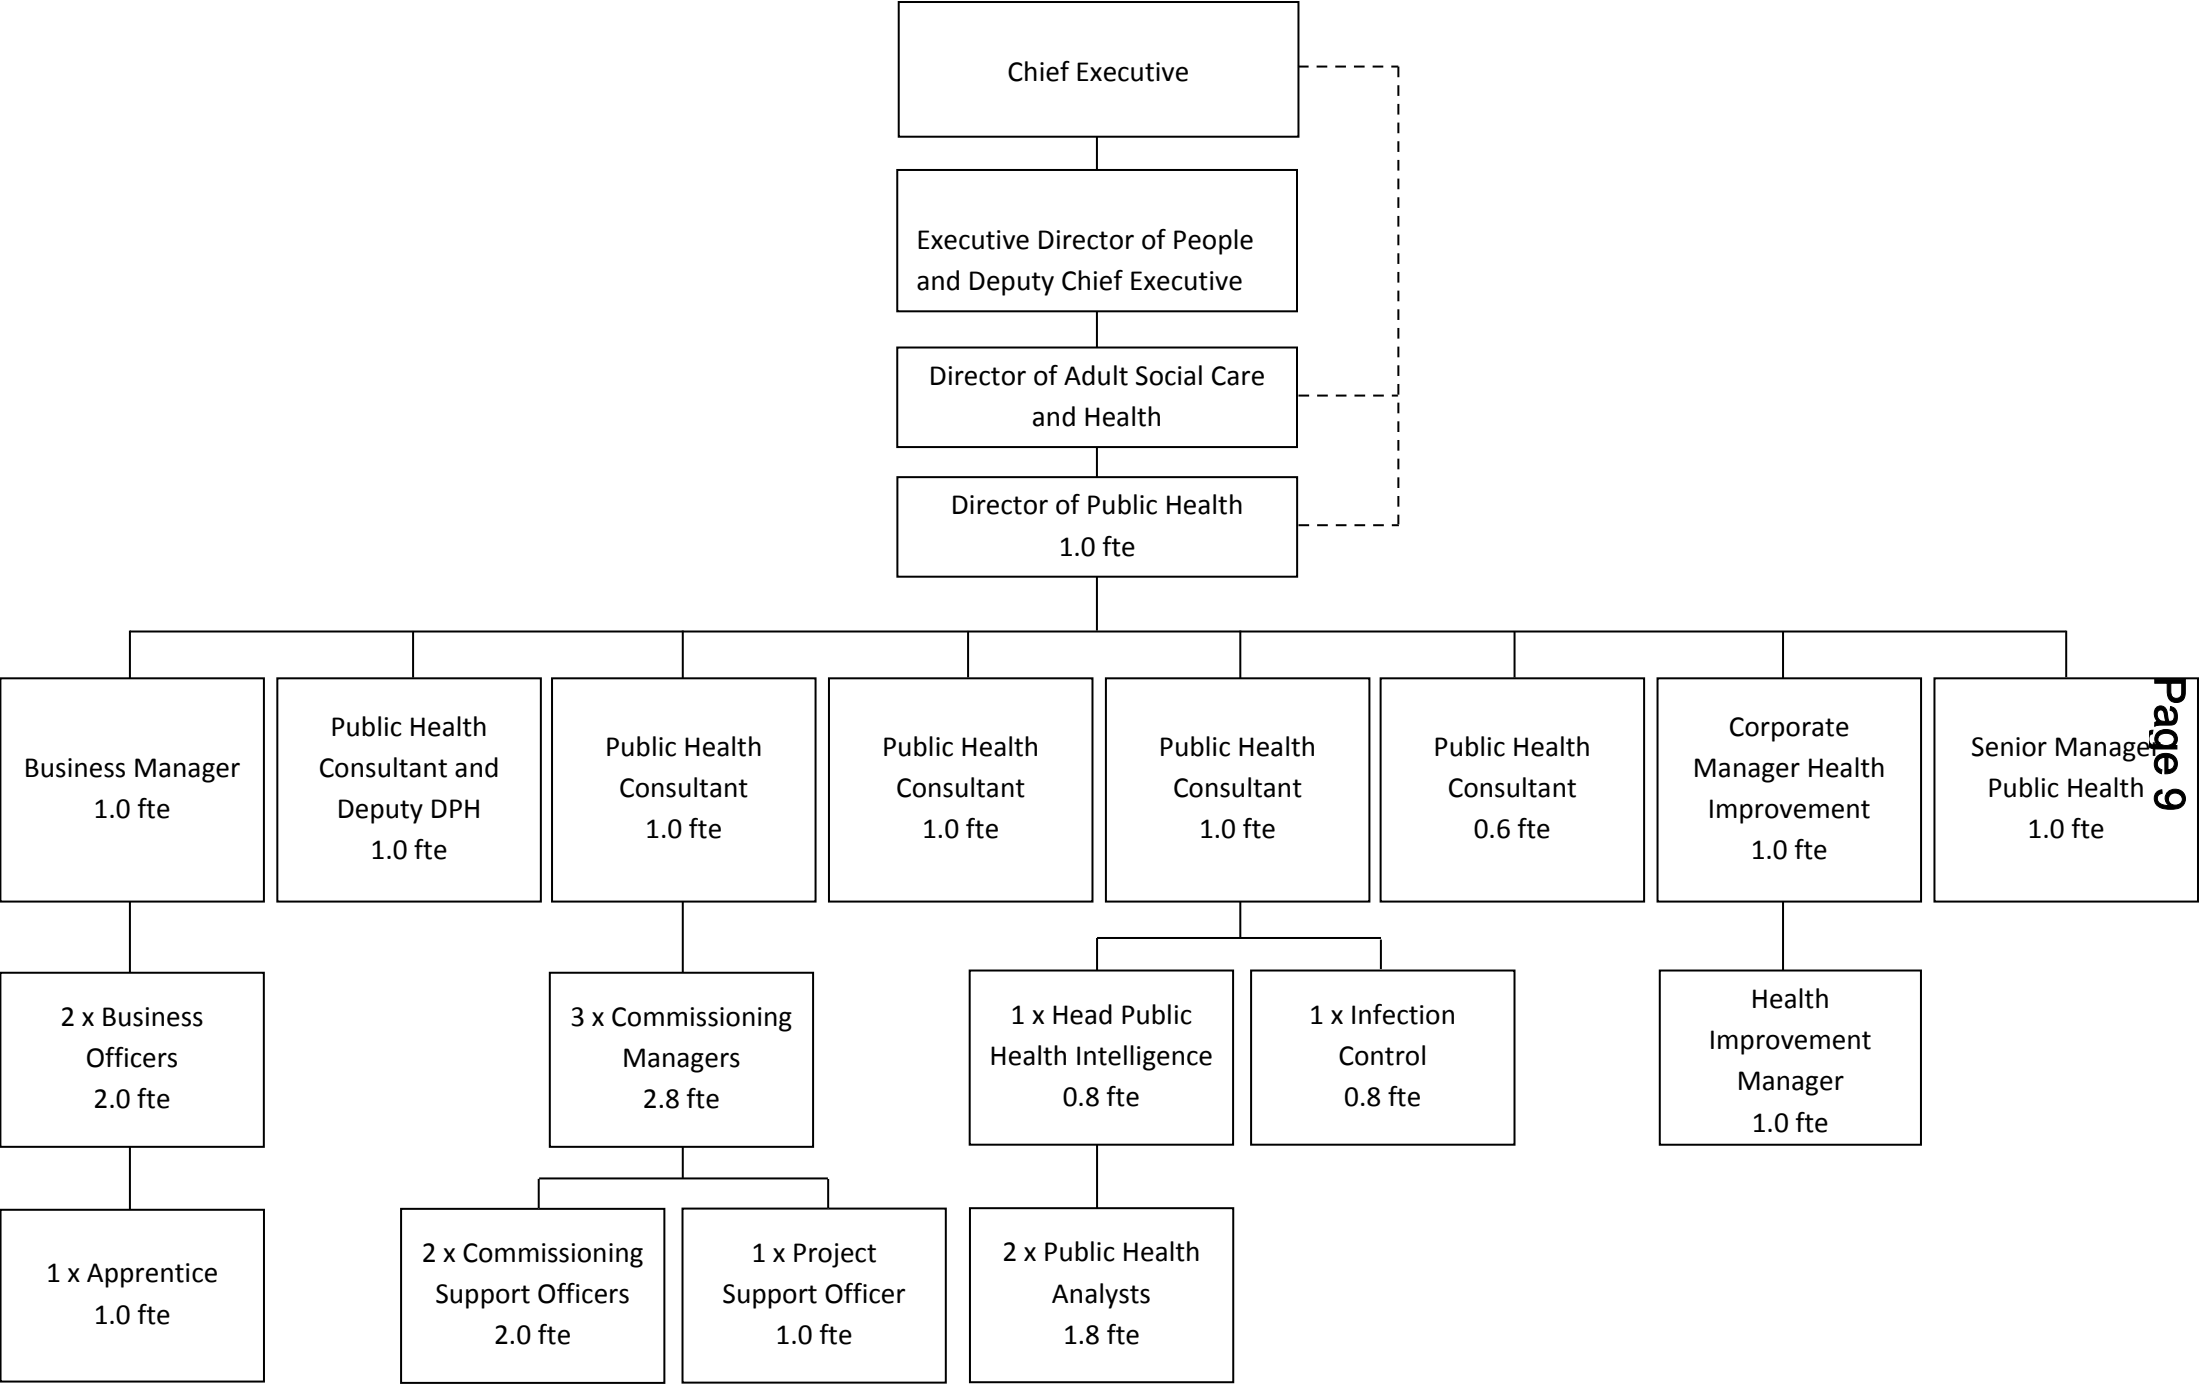 Chief Executive
Executive Director of People
and Deputy Chief Executive
Director of Adult Social Care
and Health
Director of Public Health
1.0 fte
Business Manager
1.0 fte
Public Health
Consultant and
Deputy DPH
1.0 fte
Public Health
Consultant
1.0 fte
Public Health
Consultant
1.0 fte
Public Health
Consultant
1.0 fte
Public Health
Consultant
0.6 fte
Corporate
Manager Health
Improvement
1.0 fte
Senior Manager
Public Health
1.0 fte
Page 9
2 x Business
Officers
2.0 fte
3 x Commissioning
Managers
2.8 fte
1 x Head Public
Health Intelligence
0.8 fte
1 x Infection
Control
0.8 fte
Health
Improvement
Manager
1.0 fte
1 x Apprentice
1.0 fte
2 x Commissioning
Support Officers
2.0 fte
1 x Project
Support Officer
1.0 fte
2 x Public Health
Analysts
1.8 fte